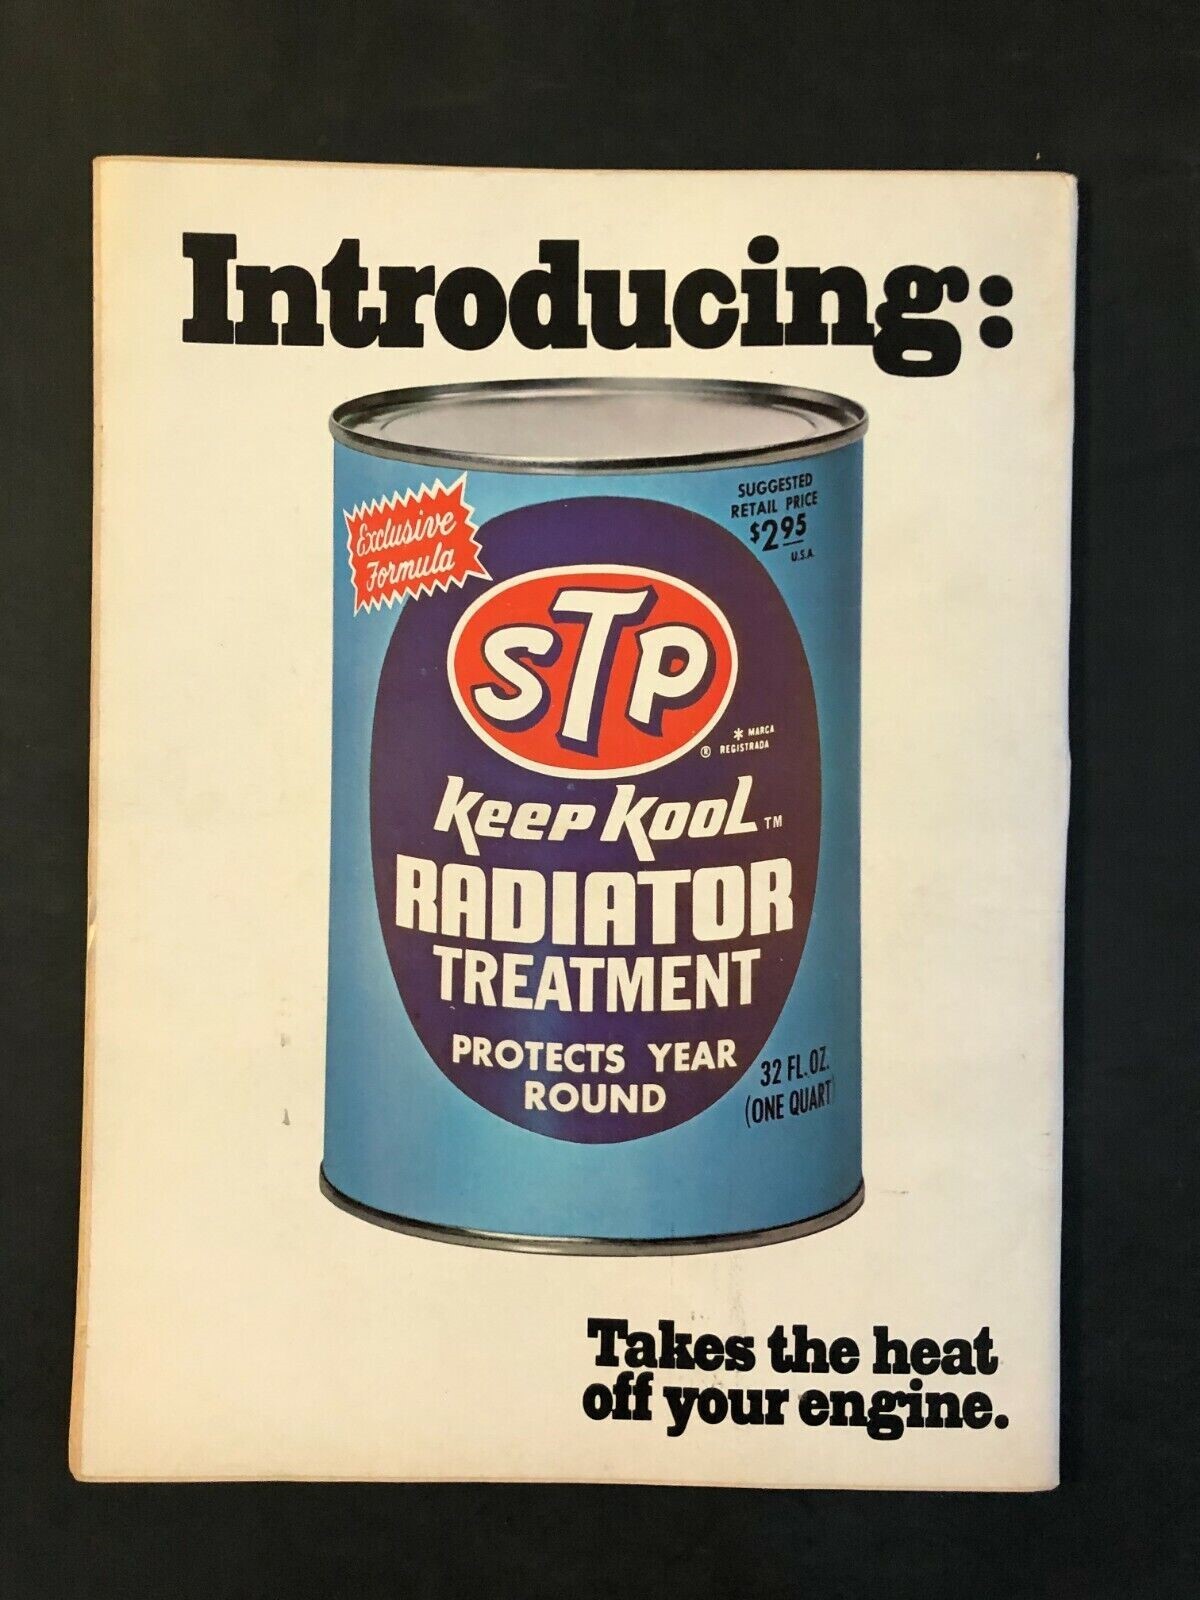 Introducing:
Exclusive
Formula
SUGGESTED
RETAIL PRICE
$2.95
U.S.A.
STP
* MARCA
® REGISTRADA
Keep Kool™
RADIATOR
TREATMENT
PROTECTS YEAR
ROUND
32 FL. OZ.
(ONE QUART
Takes the heat
off your engine.